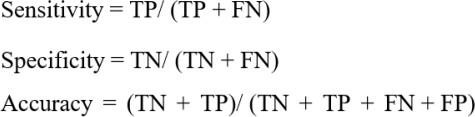 Sensitivity = TP/ (TP + FN)
Specificity = TN/ (TN + FN)
Accuracy = (TN + TP)/ (TN + TP + FN + FP)